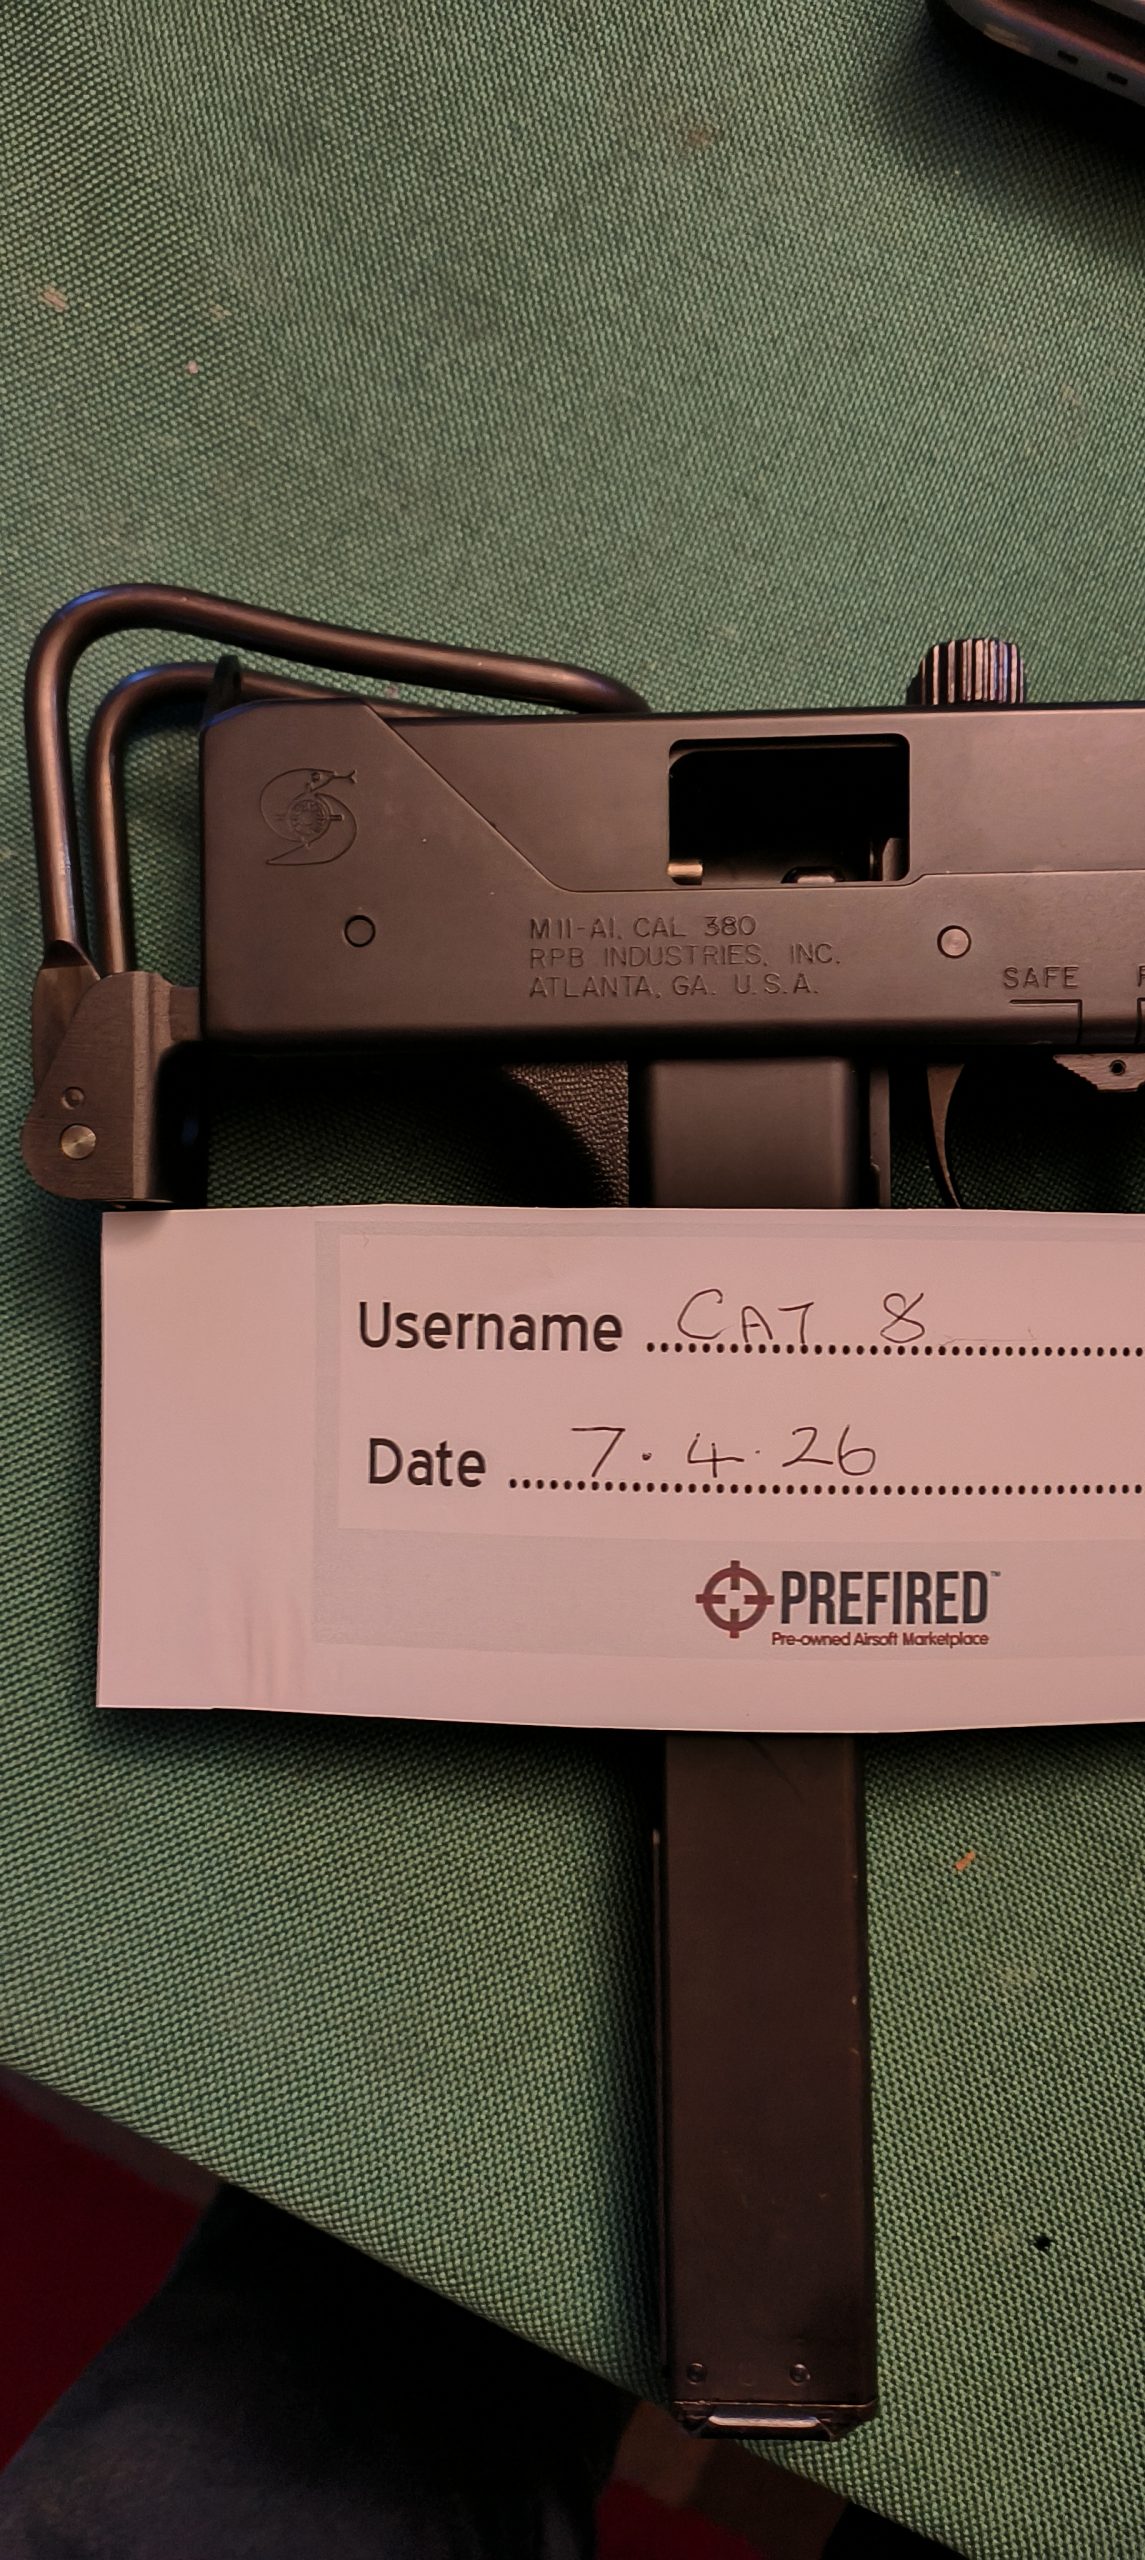 M11-A1, CAL 380
RPB INDUSTRIES, INC.
ATLANTA, GA. U.S.A.
SAFE
Username CAT 8
Date 7.4.26
PREFIRED™
Pre-owned Airsoft Marketplace